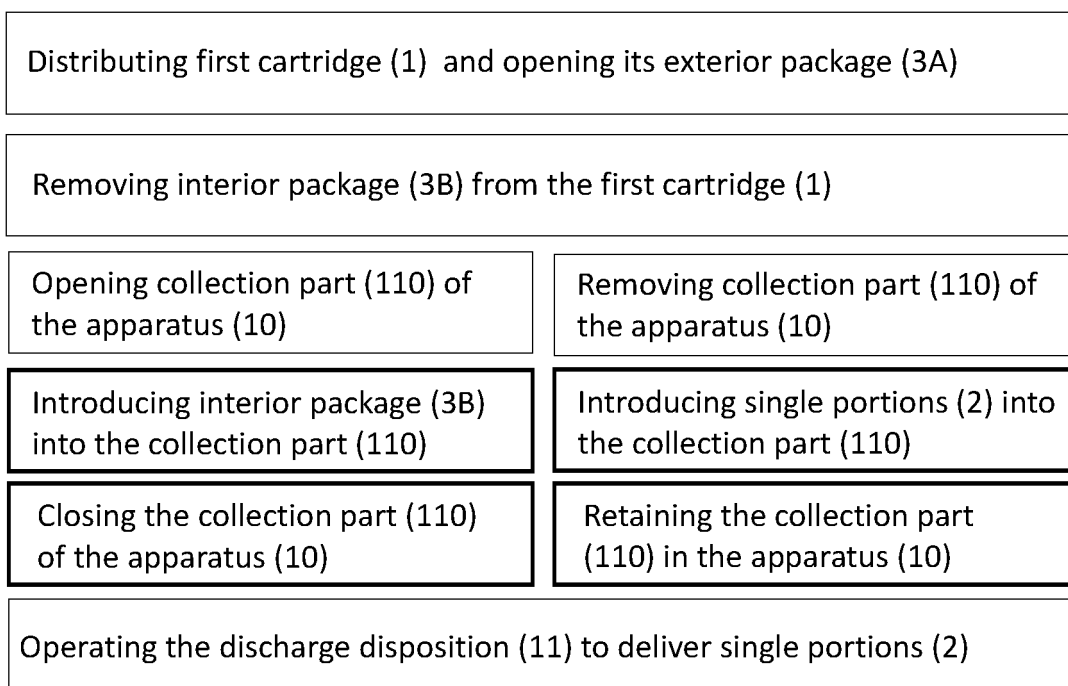 Distributing first cartridge (1) and opening its exterior package (3A)
Removing interior package (3B) from the first cartridge (1)
Opening collection part (110) of
the apparatus (10)
Removing collection part (110) of
the apparatus (10)
Introducing interior package (3B)
into the collection part (110)
Introducing single portions (2) into
the collection part (110)
Closing the collection part (110)
of the apparatus (10)
Retaining the collection part
(110) in the apparatus (10)
Operating the discharge disposition (11) to deliver single portions (2)